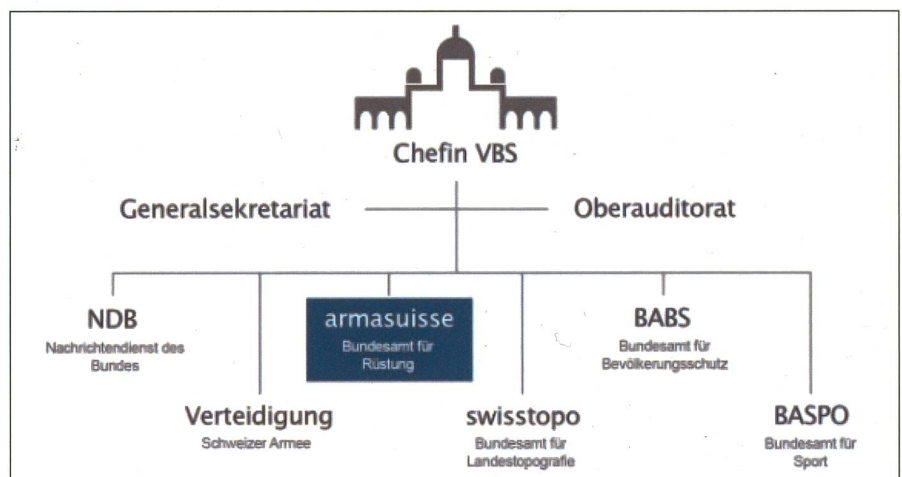 Chefin VBS
Generalsekretariat
Oberauditorat
NDB
Nachrichtendienst des
Bundes
armasuisse
Bundesamt für
Rüstung
BABS
Bundesamt für
Bevölkerungsschutz
Verteidigung
Schweizer Armee
swisstopo
Bundesamt für
Landestopografie
BASPO
Bundesamt für
Sport